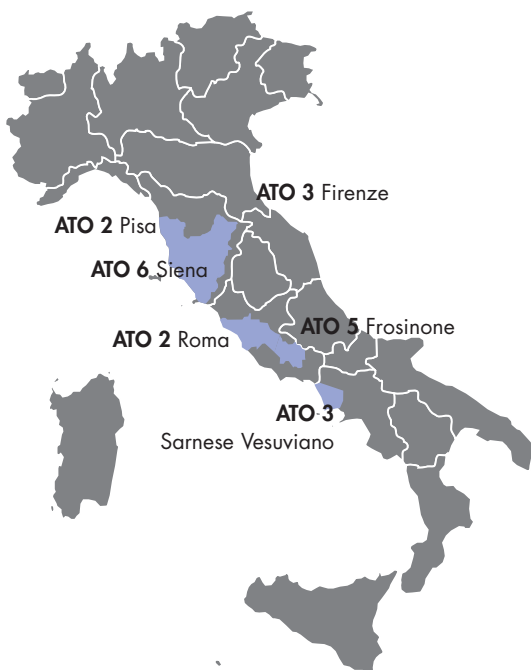 ATO 3 Firenze
ATO 2 Pisa
ATO 6 Siena
ATO 5 Frosinone
ATO 2 Roma
ATO 3
Sarnese Vesuviano